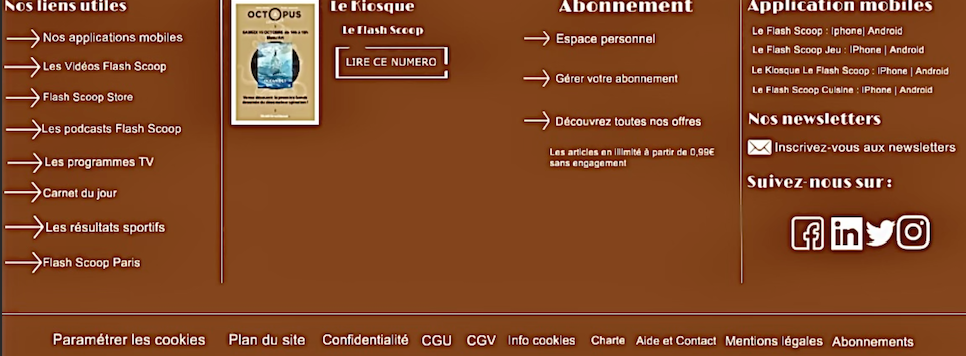 Nos liens utiles
Nos applications mobiles
Les Vidéos Flash Scoop
Flash Scoop Store
Les podcasts Flash Scoop
Les programmes TV
Carnet du jour
Les résultats sportifs
Flash Scoop Paris
OCTOPUS
Le Kiosque
Le Flash Scoop
LIRE CE NUMERO
Abonnement
Espace personnel
Gérer votre abonnement
Découvrez toutes nos offres
Les articles en illimité à partir de 0,99€
sans engagement
Application mobiles
Le Flash Scoop : Iphone| Android
Le Flash Scoop Jeu : IPhone | Android
Le Kiosque Le Flash Scoop : IPhone | Android
Le Flash Scoop Cuisine : IPhone | Android
Nos newsletters
Inscrivez-vous aux newsletters
Suivez-nous sur :
Paramétrer les cookies Plan du site Confidentialité CGU CGV Info cookies Charte Aide et Contact Mentions légales Abonnements